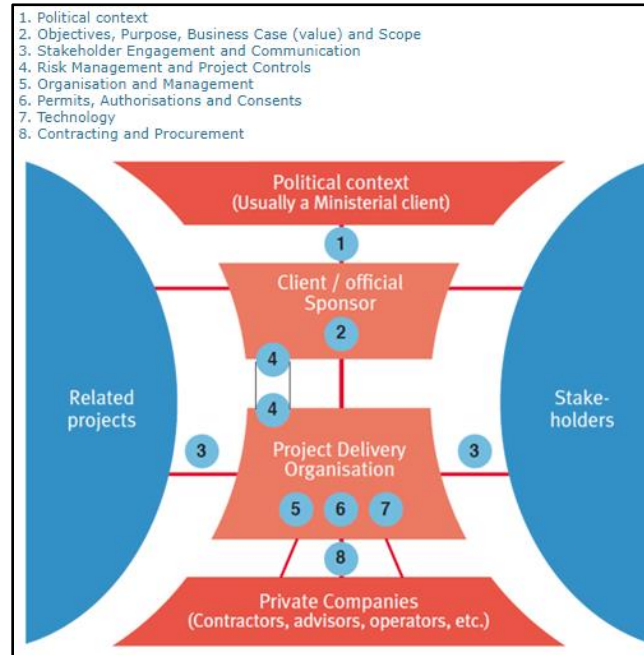 1. Political context
2. Objectives, Purpose, Business Case (value) and Scope
3. Stakeholder Engagement and Communication
4. Risk Management and Project Controls
5. Organisation and Management
6. Permits, Authorisations and Consents
7. Technology
8. Contracting and Procurement
Political context
(Usually a Ministerial client)
1
Client / official
Sponsor
2
4
4
Related
projects
Stake-
holders
3
Project Delivery
Organisation
3
5 6 7
8
Private Companies
(Contractors, advisors, operators, etc.)